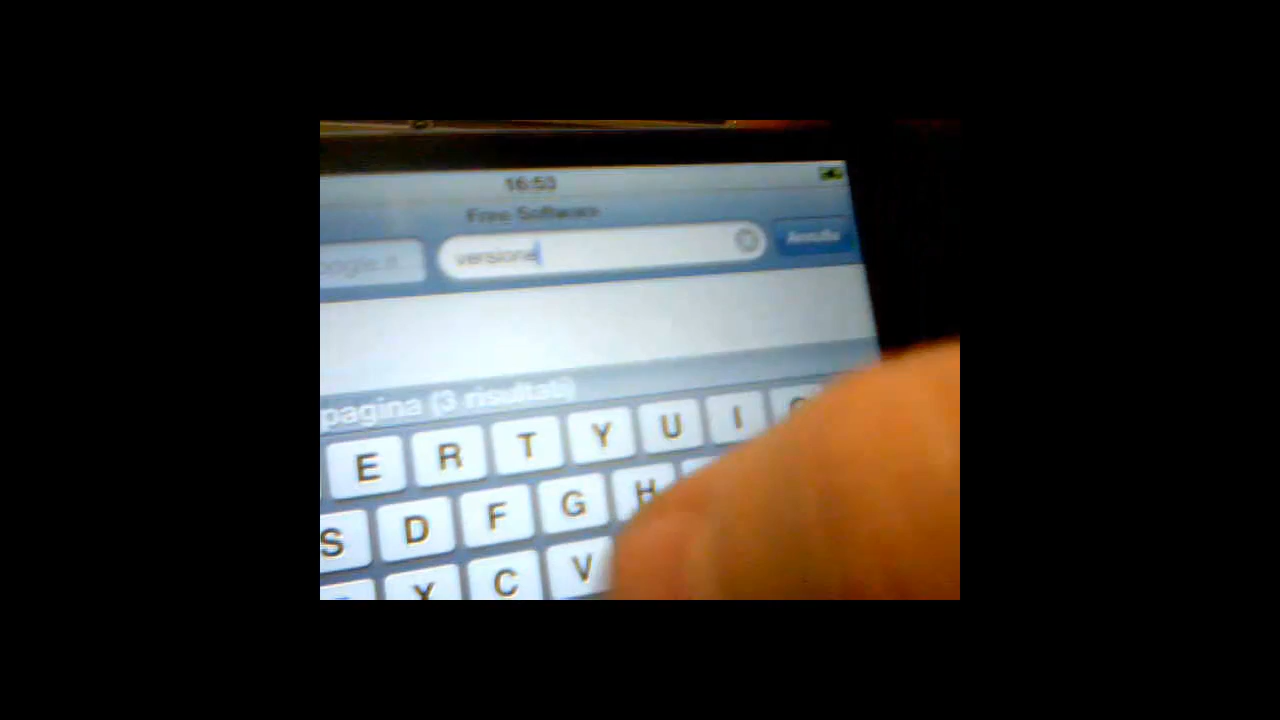 16:53
Free Software
versione
Annulla
pagina (3 risultati)
E R T Y U I
S D F G H
X C V